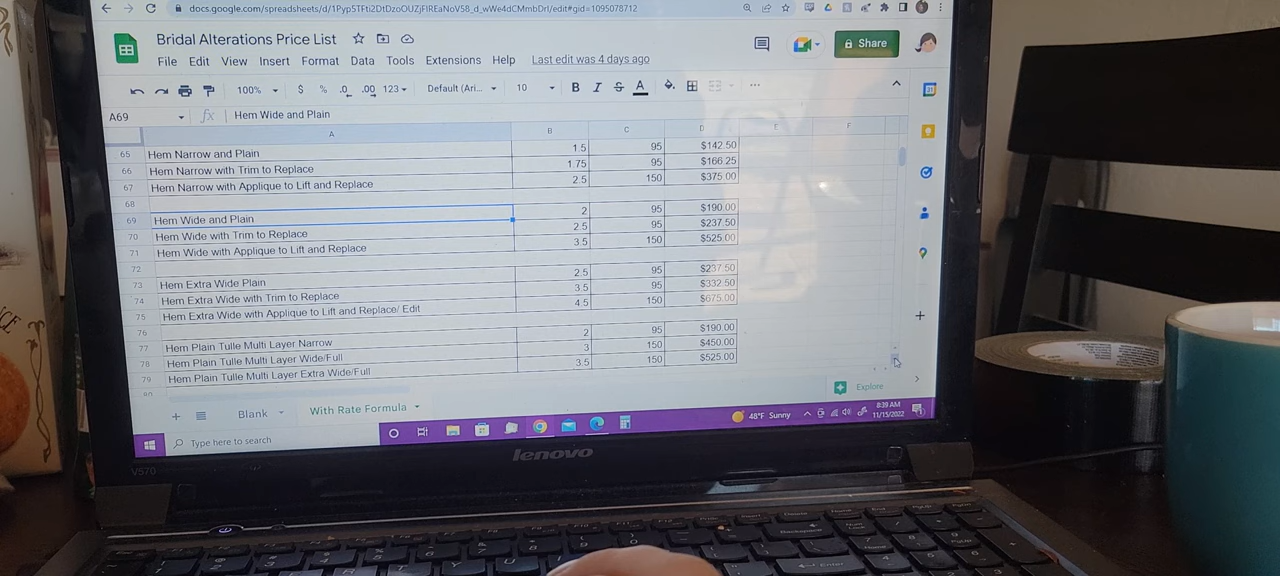 docs.google.com/spreadsheets/d/1Pyp5TFti2DtDzoOUZjFIREaNoV58_d_wWe4dCMmbDrI/edit#gid=1095078712
Bridal Alterations Price List
Share
File Edit View Insert Format Data Tools Extensions Help Last edit was 4 days ago
100% $ % .0 .00 123 Default (Ari... 10 B I S A
A69 fx Hem Wide and Plain
A B C D E F
65 Hem Narrow and Plain 1.5 95 $142.50
66 Hem Narrow with Trim to Replace 1.75 95 $166.25
67 Hem Narrow with Applique to Lift and Replace 2.5 150 $375.00
68
69 Hem Wide and Plain 2 95 $190.00
70 Hem Wide with Trim to Replace 2.5 95 $237.50
71 Hem Wide with Applique to Lift and Replace 3.5 150 $525.00
72
73 Hem Extra Wide Plain 2.5 95 $237.50
74 Hem Extra Wide with Trim to Replace 3.5 95 $332.50
75 Hem Extra Wide with Applique to Lift and Replace/ Edit 4.5 150 $675.00
76
77 Hem Plain Tulle Multi Layer Narrow 2 95 $190.00
78 Hem Plain Tulle Multi Layer Wide/Full 3 150 $450.00
79 Hem Plain Tulle Multi Layer Extra Wide/Full 3.5 150 $525.00
80
Explore
Blank With Rate Formula
Type here to search
48°F Sunny
8:39 AM
11/15/2022
V570
lenovo